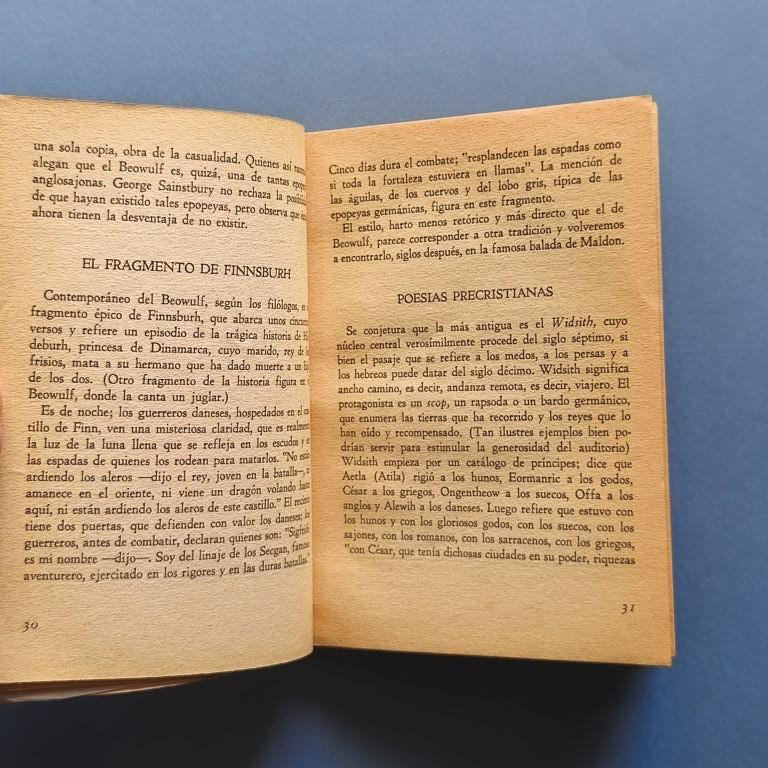 una sola copia, obra de la casualidad. Quienes así
alegan que el Beowulf es, quizá, una de tantas
anglosajonas. George Sainstbury no rechaza la
de que hayan existido tales epopeyas, pero observa que
ahora tienen la desventaja de no existir.
EL FRAGMENTO DE FINNSBURH
Contemporáneo del Beowulf, según los filólogos,
fragmento épico de Finnsburh, que abarca unos
versos y refiere un episodio de la trágica historia de
deburh, princesa de Dinamarca, cuyo marido, rey de
frisios, mata a su hermano que ha dado muerte a
de los dos. (Otro fragmento de la historia figura
Beowulf, donde la canta un juglar.)
Es de noche; los guerreros daneses, hospedados en el
tillo de Finn, ven una misteriosa claridad, que es
la luz de la luna llena que se refleja en los escudos y
las espadas de quienes los rodean para matarlos. "No
ardiendo los aleros —dijo el rey, joven en la batalla—,
amanece en el oriente, ni viene un dragón volando
aquí, ni están ardiendo los aleros de este castillo." El
tiene dos puertas, que defienden con valor los daneses;
guerreros, antes de combatir, declaran quienes son:
es mi nombre —dijo—. Soy del linaje de los Secgan,
aventurero, ejercitado en los rigores y en las duras batallas."
30
Cinco días dura el combate; "resplandecen las espadas como
si toda la fortaleza estuviera en llamas". La mención de
las águilas, de los cuervos y del lobo gris, típica de las
epopeyas germánicas, figura en este fragmento.
El estilo, harto menos retórico y más directo que el de
Beowulf, parece corresponder a otra tradición y volveremos
a encontrarlo, siglos después, en la famosa balada de Maldon.
POESIAS PRECRISTIANAS
Se conjetura que la más antigua es el Widsith, cuyo
núcleo central verosímilmente procede del siglo séptimo, si
bien el pasaje que se refiere a los medos, a los persas y a
los hebreos puede datar del siglo décimo. Widsith significa
ancho camino, es decir, andanza remota, es decir, viajero. El
protagonista es un scop, un rapsoda o un bardo germánico,
que enumera las tierras que ha recorrido y los reyes que lo
han oído y recompensado. (Tan ilustres ejemplos bien po-
drían servir para estimular la generosidad del auditorio)
Widsith empieza por un catálogo de príncipes; dice que
Aetla (Atila) rigió a los hunos, Eormanric a los godos,
César a los griegos, Ongentheow a los suecos, Offa a los
anglos y Alewih a los daneses. Luego refiere que estuvo con
los hunos y con los gloriosos godos, con los suecos, con los
sajones, con los romanos, con los sarracenos, con los griegos,
"con César, que tenía dichosas ciudades en su poder, riquezas
31